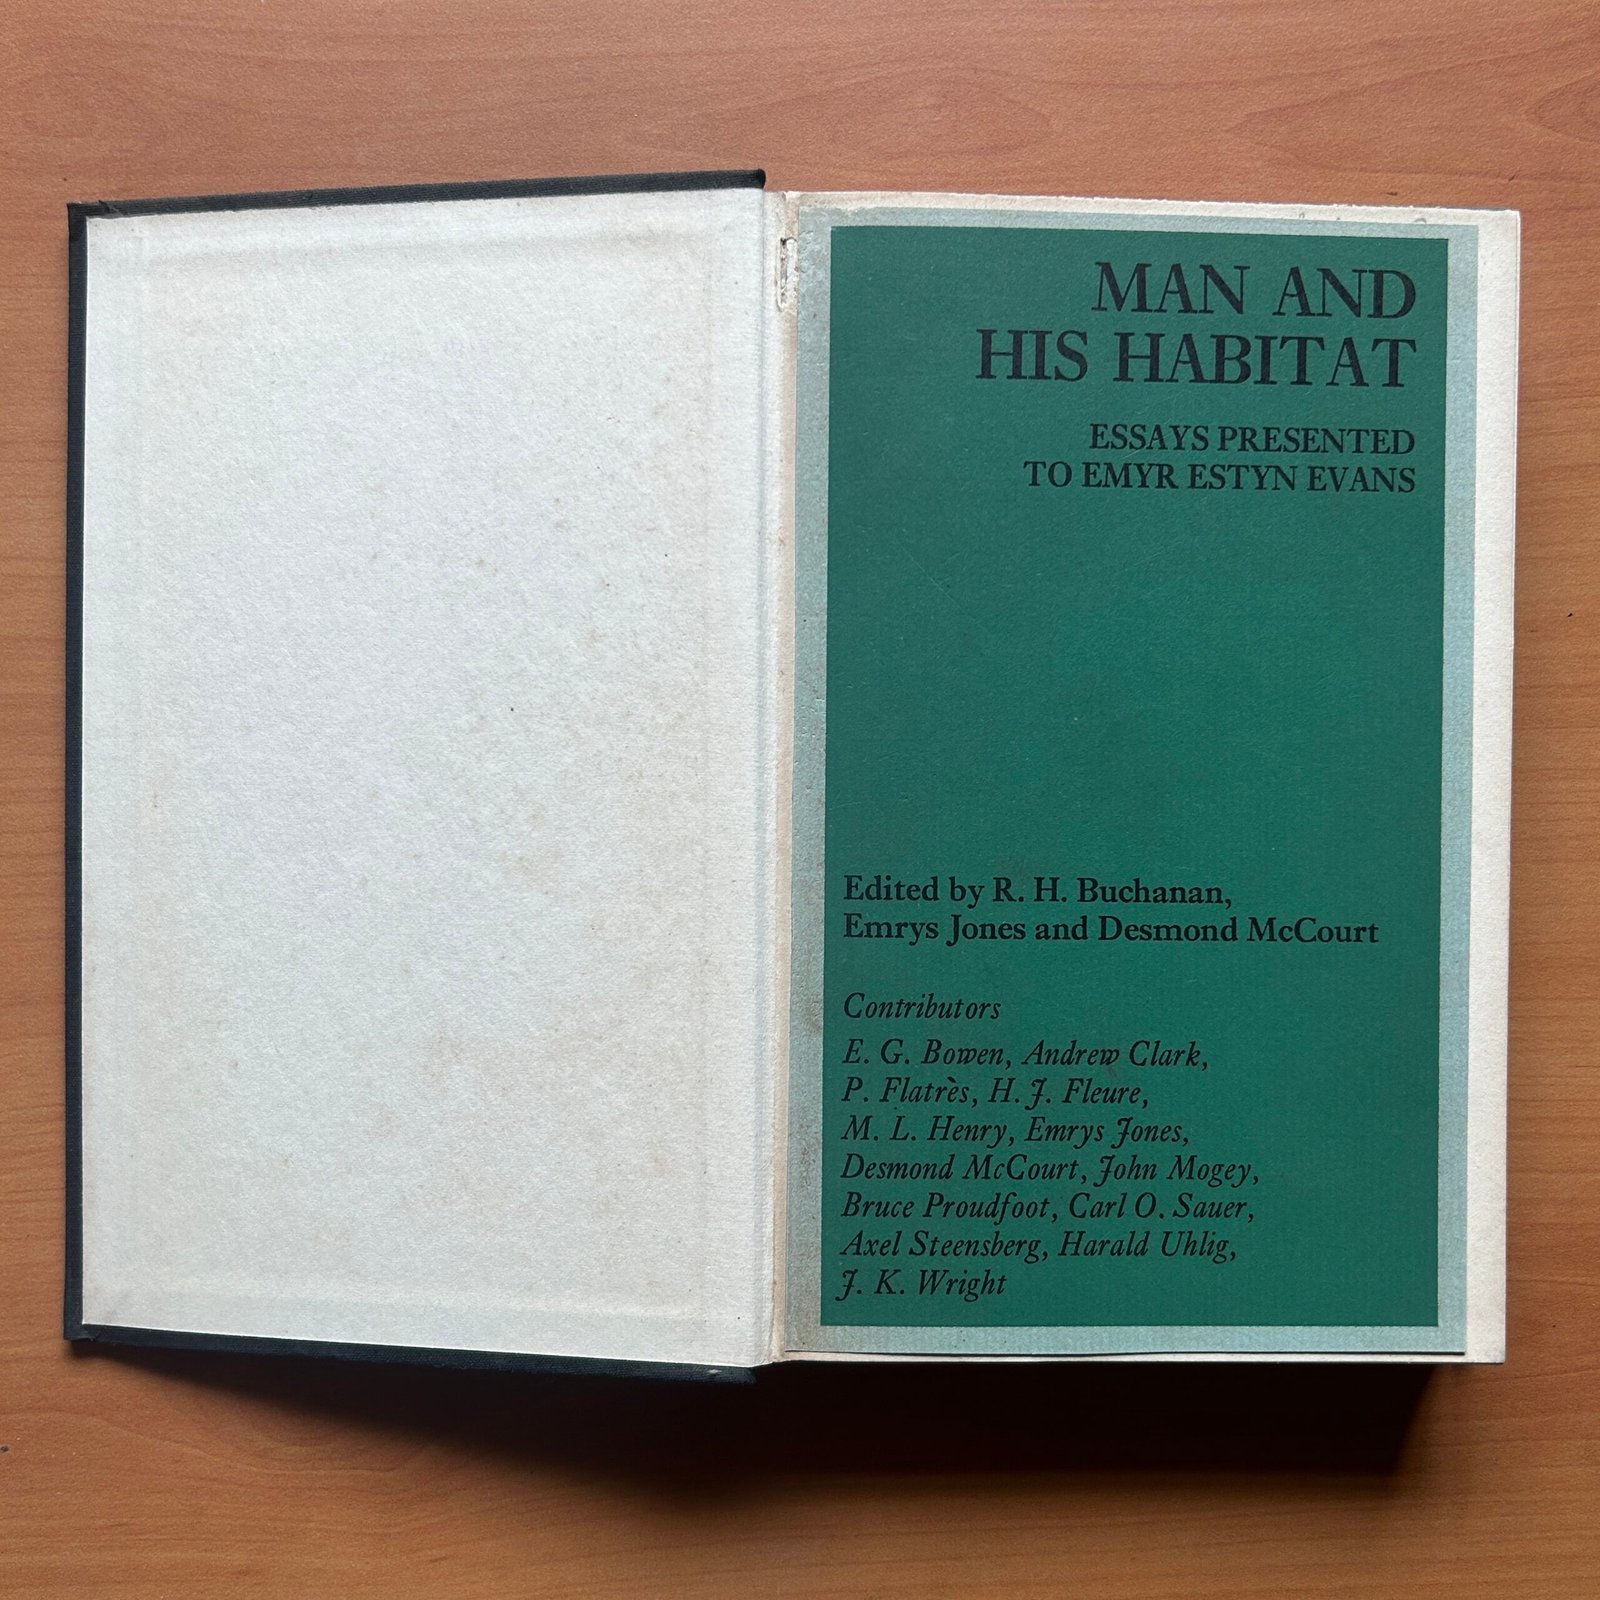 MAN AND
HIS HABITAT
ESSAYS PRESENTED
TO EMYR ESTYN EVANS
Edited by R. H. Buchanan,
Emrys Jones and Desmond McCourt
Contributors
E. G. Bowen, Andrew Clark,
P. Flatrès, H. J. Fleure,
M. L. Henry, Emrys Jones,
Desmond McCourt, John Mogey,
Bruce Proudfoot, Carl O. Sauer,
Axel Steensberg, Harald Uhlig,
J. K. Wright